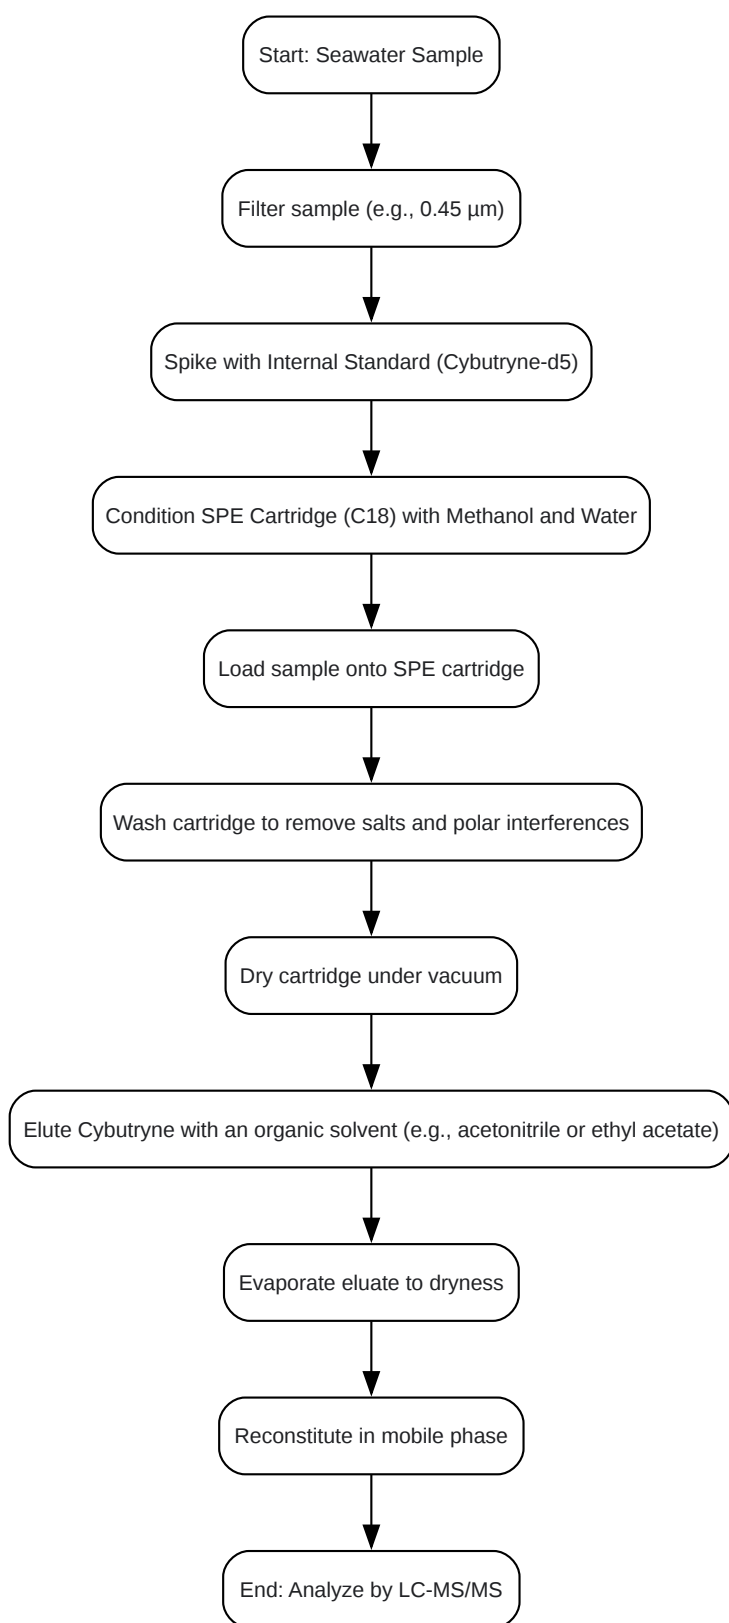 Start: Seawater Sample
Filter sample (e.g., 0.45 µm)
Spike with Internal Standard (Cybutryne-d5)
Condition SPE Cartridge (C18) with Methanol and Water
Load sample onto SPE cartridge
Wash cartridge to remove salts and polar interferences
Dry cartridge under vacuum
Elute Cybutryne with an organic solvent (e.g., acetonitrile or ethyl acetate)
Evaporate eluate to dryness
Reconstitute in mobile phase
End: Analyze by LC-MS/MS